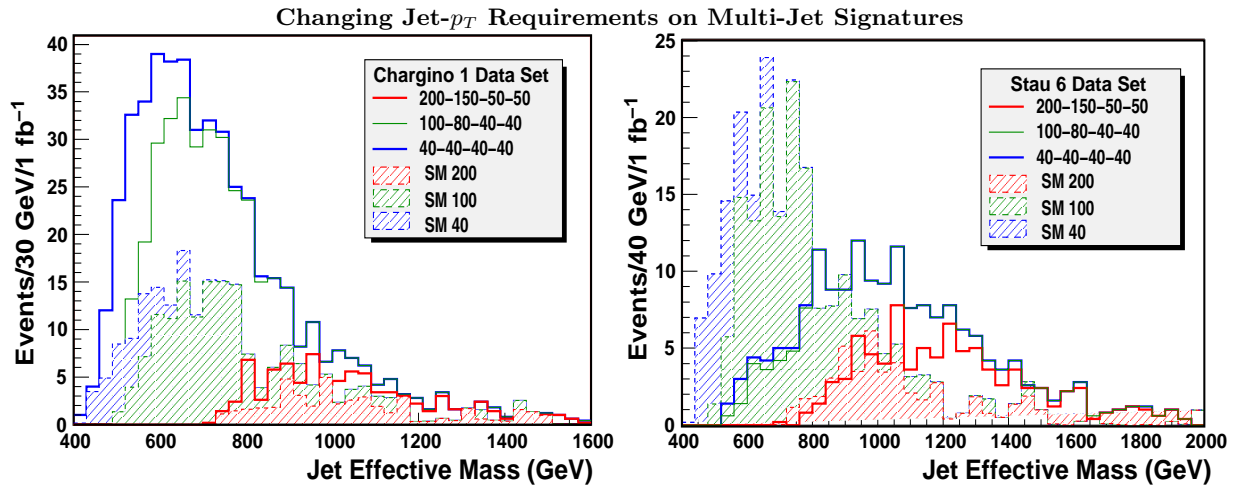 Changing Jet-pT Requirements on Multi-Jet Signatures
Events/30 GeV/1 fb⁻¹
40
35
30
25
20
15
10
5
0
Chargino 1 Data Set
200–150–50–50
100–80–40–40
40–40–40–40
SM 200
SM 100
SM 40
400 600 800 1000 1200 1400 1600
Jet Effective Mass (GeV)
Events/40 GeV/1 fb⁻¹
25
20
15
10
5
0
Stau 6 Data Set
200–150–50–50
100–80–40–40
40–40–40–40
SM 200
SM 100
SM 40
400 600 800 1000 1200 1400 1600 1800 2000
Jet Effective Mass (GeV)